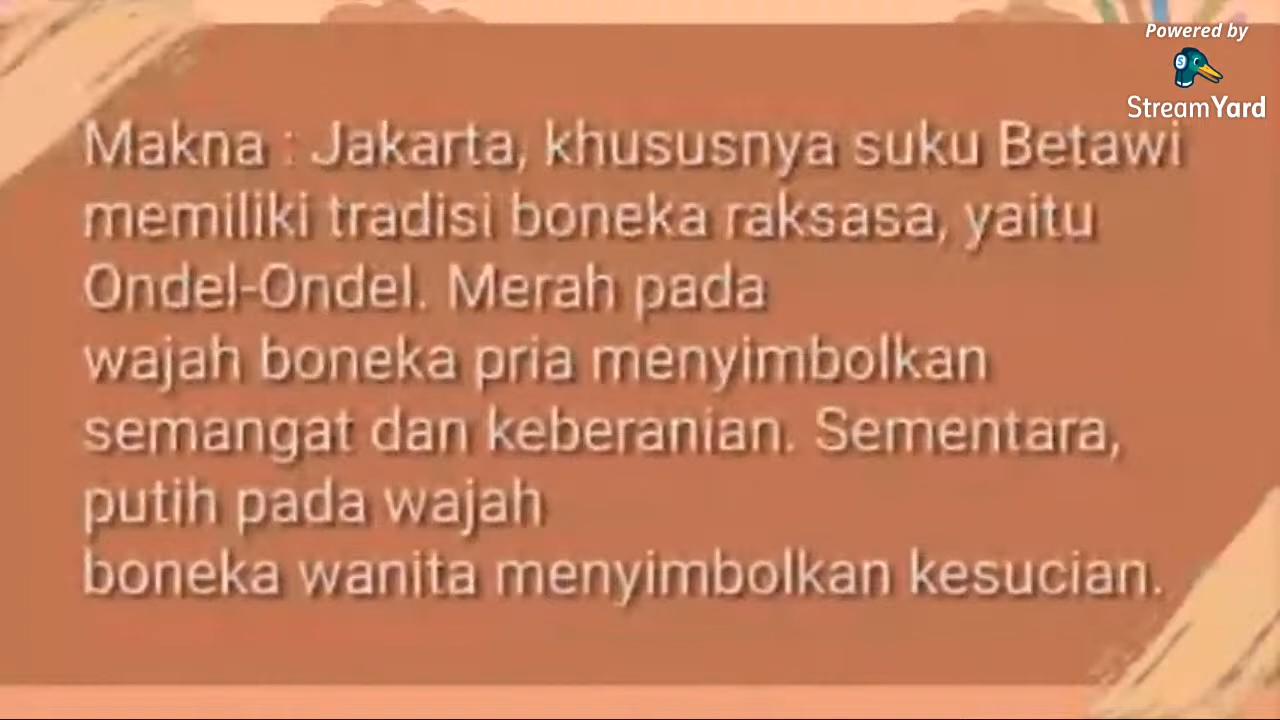 Powered by
StreamYard
Makna : Jakarta, khususnya suku Betawi
memiliki tradisi boneka raksasa, yaitu
Ondel-Ondel. Merah pada
wajah boneka pria menyimbolkan
semangat dan keberanian. Sementara,
putih pada wajah
boneka wanita menyimbolkan kesucian.